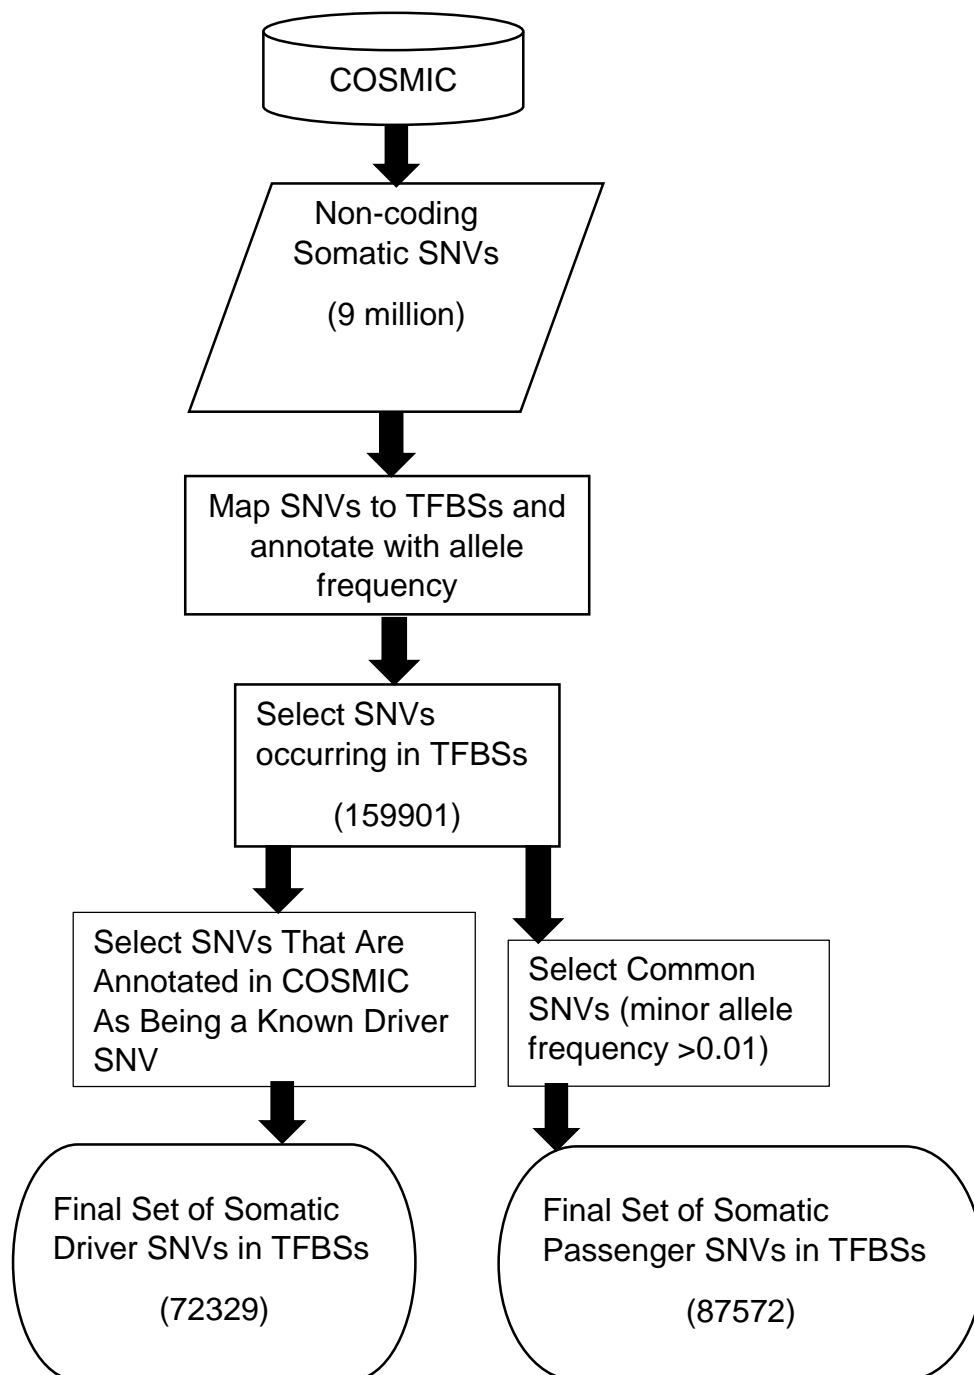 COSMIC
Non-coding
Somatic SNVs
(9 million)
Map SNVs to TFBSs and
annotate with allele
frequency
Select SNVs
occurring in TFBSs
(159901)
Select SNVs That Are
Annotated in COSMIC
As Being a Known Driver
SNV
Select Common
SNVs (minor allele
frequency >0.01)
Final Set of Somatic
Driver SNVs in TFBSs
(72329)
Final Set of Somatic
Passenger SNVs in TFBSs
(87572)